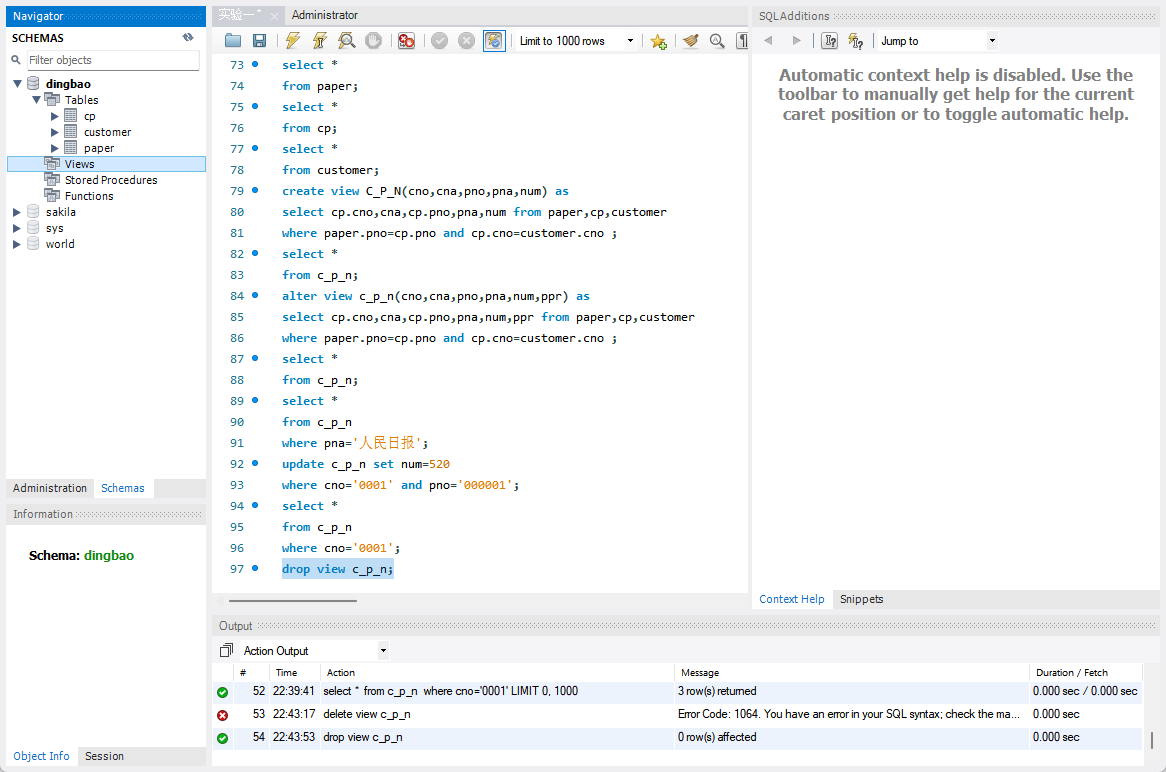 Navigator
SCHEMAS
Filter objects
dingbao
Tables
cp
customer
paper
Views
Stored Procedures
Functions
sakila
sys
world
Administration Schemas
Information
Schema: dingbao
Object Info Session
实验一* Administrator
Limit to 1000 rows
73 select *
74 from paper;
75 select *
76 from cp;
77 select *
78 from customer;
79 create view C_P_N(cno,cna,pno,pna,num) as
80 select cp.cno,cna,cp.pno,pna,num from paper,cp,customer
81 where paper.pno=cp.pno and cp.cno=customer.cno ;
82 select *
83 from c_p_n;
84 alter view c_p_n(cno,cna,pno,pna,num,ppr) as
85 select cp.cno,cna,cp.pno,pna,num,ppr from paper,cp,customer
86 where paper.pno=cp.pno and cp.cno=customer.cno ;
87 select *
88 from c_p_n;
89 select *
90 from c_p_n
91 where pna='人民日报';
92 update c_p_n set num=520
93 where cno='0001' and pno='000001';
94 select *
95 from c_p_n
96 where cno='0001';
97 drop view c_p_n;
SQLAdditions
Jump to
Automatic context help is disabled. Use the
toolbar to manually get help for the current
caret position or to toggle automatic help.
Context Help Snippets
Output
Action Output
# Time Action Message Duration / Fetch
52 22:39:41 select * from c_p_n where cno='0001' LIMIT 0, 1000 3 row(s) returned 0.000 sec / 0.000 sec
53 22:43:17 delete view c_p_n Error Code: 1064. You have an error in your SQL syntax; check the ma... 0.000 sec
54 22:43:53 drop view c_p_n 0 row(s) affected 0.000 sec